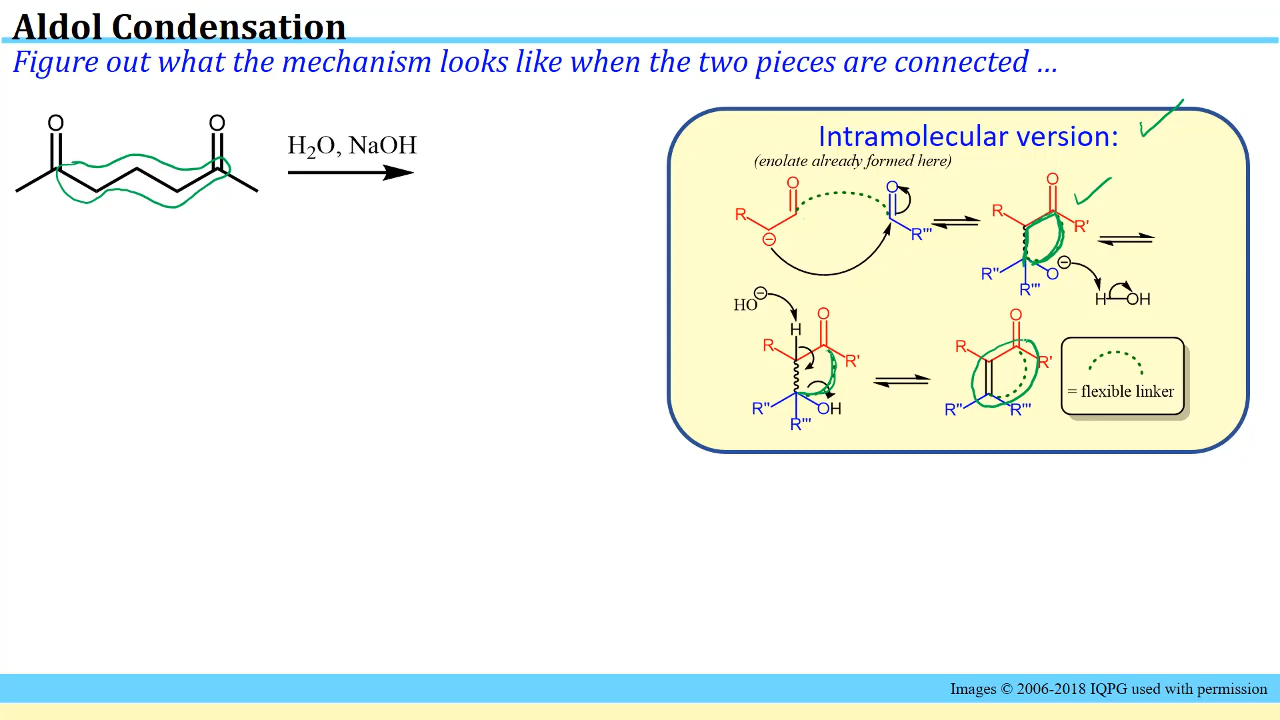 Aldol Condensation
Figure out what the mechanism looks like when the two pieces are connected ...
O
O
H2O, NaOH
Intramolecular version:
(enolate already formed here)
O
O
R
R'''
O
R
R'
R''
O
R'''
H OH
HO
H
O
R
R'
R''
OH
R'''
O
R
R'
R''
R'''
= flexible linker
Images © 2006-2018 IQPG used with permission